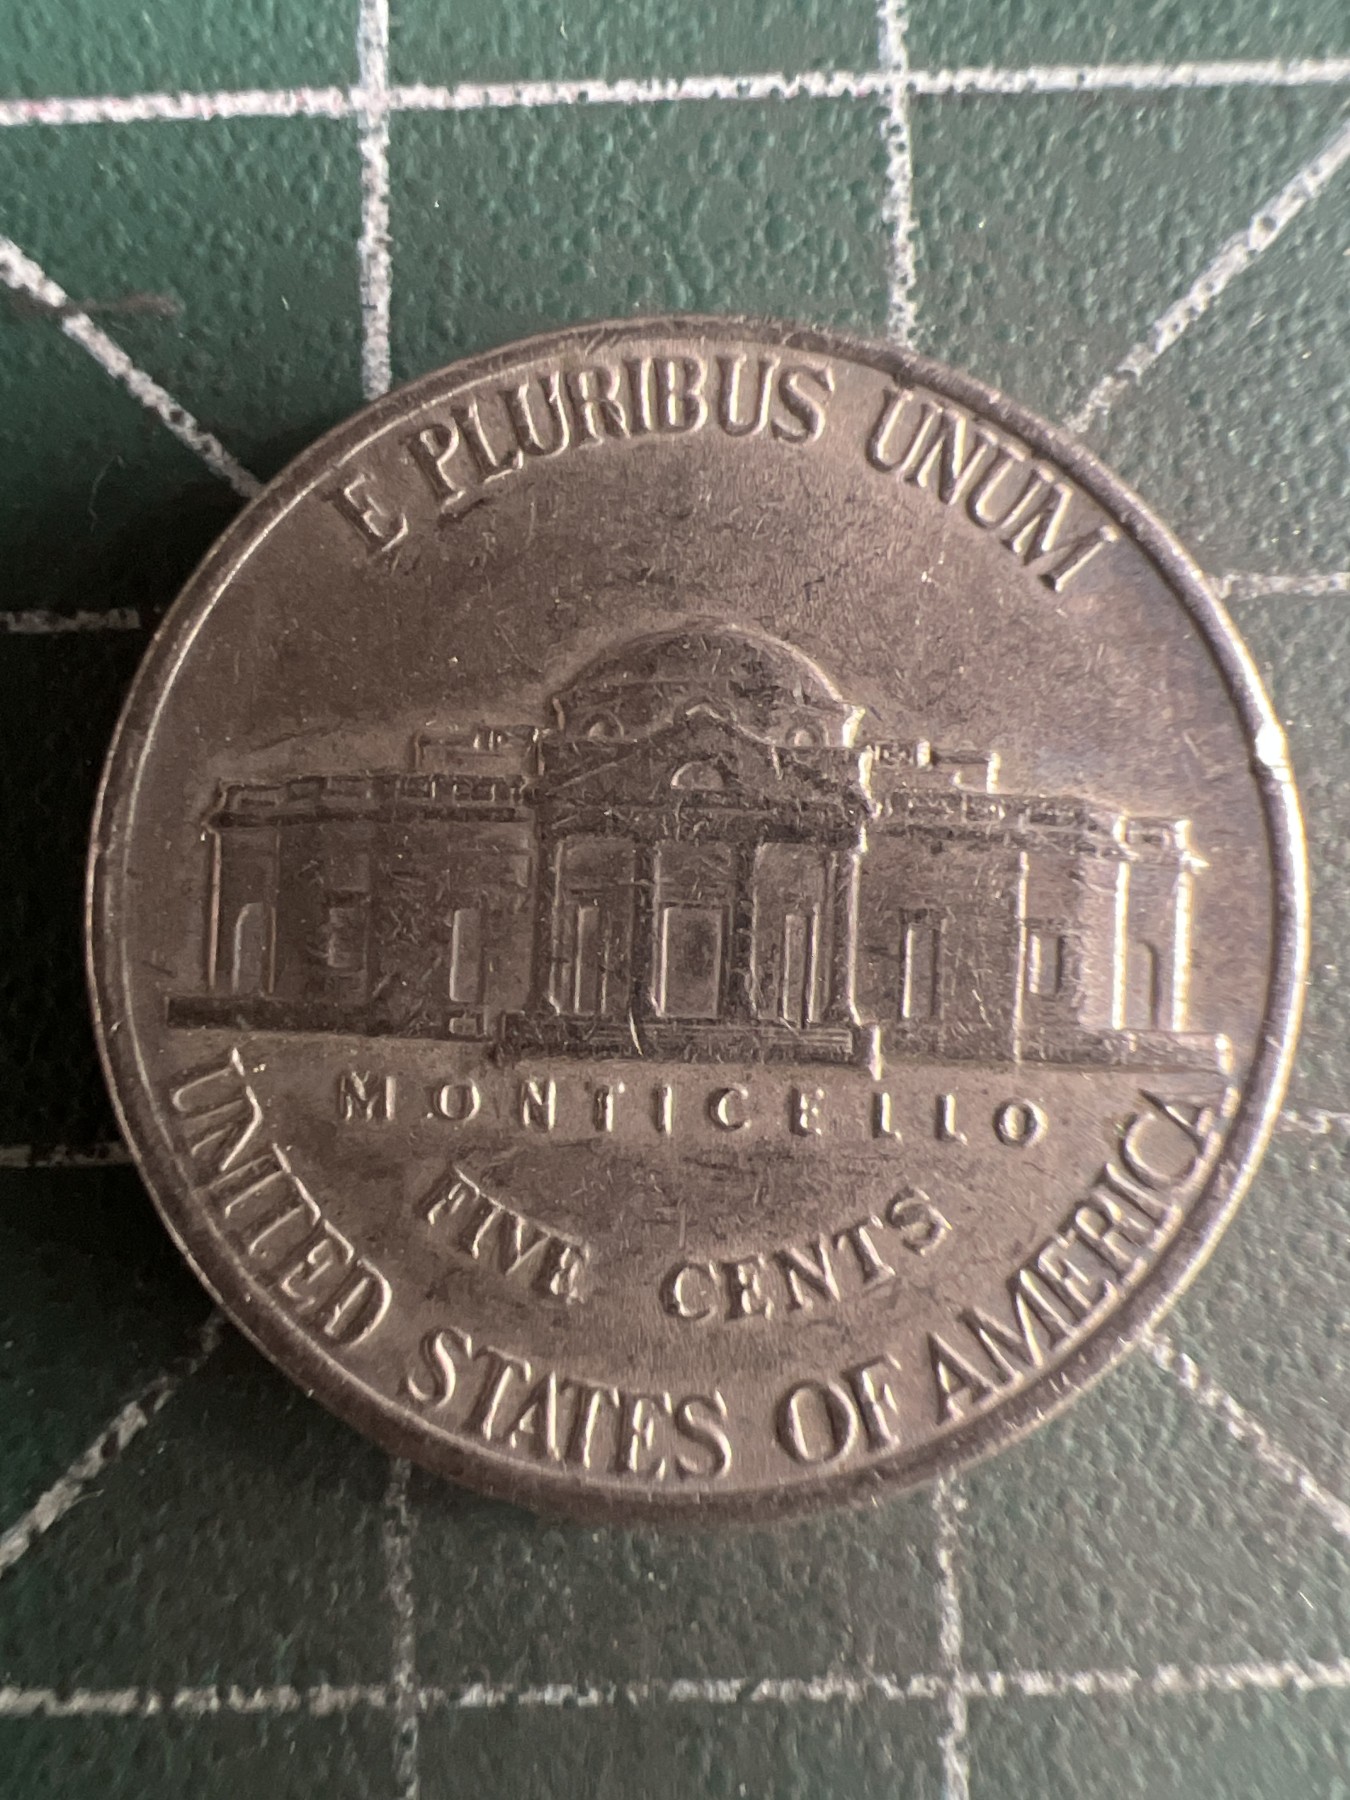 E PLURIBUS UNUM
MONTICELLO
FIVE CENTS
UNITED STATES OF AMERICA